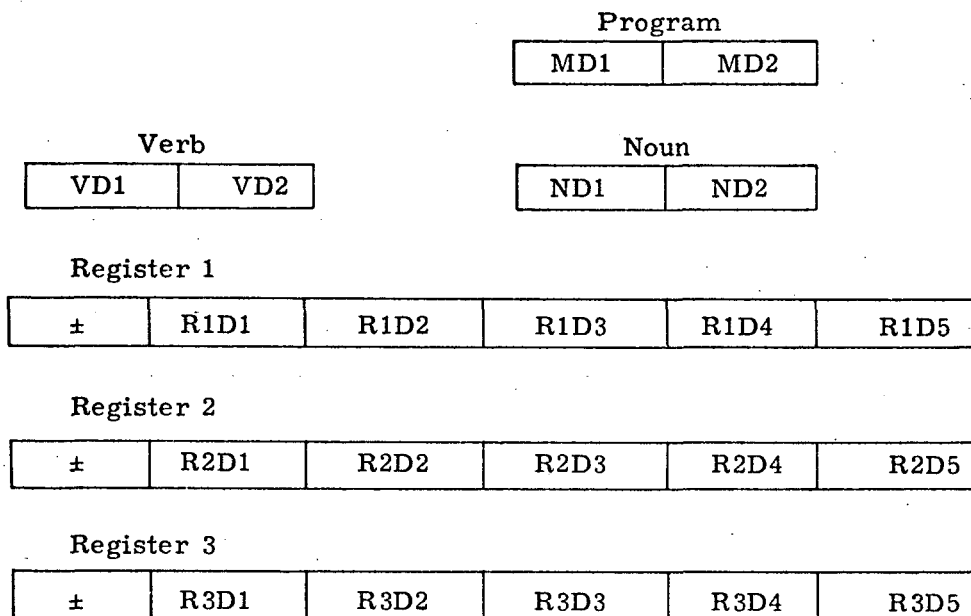 Program
MD1 MD2
Verb Noun
VD1 VD2 ND1 ND2
Register 1
± R1D1 R1D2 R1D3 R1D4 R1D5
Register 2
± R2D1 R2D2 R2D3 R2D4 R2D5
Register 3
± R3D1 R3D2 R3D3 R3D4 R3D5